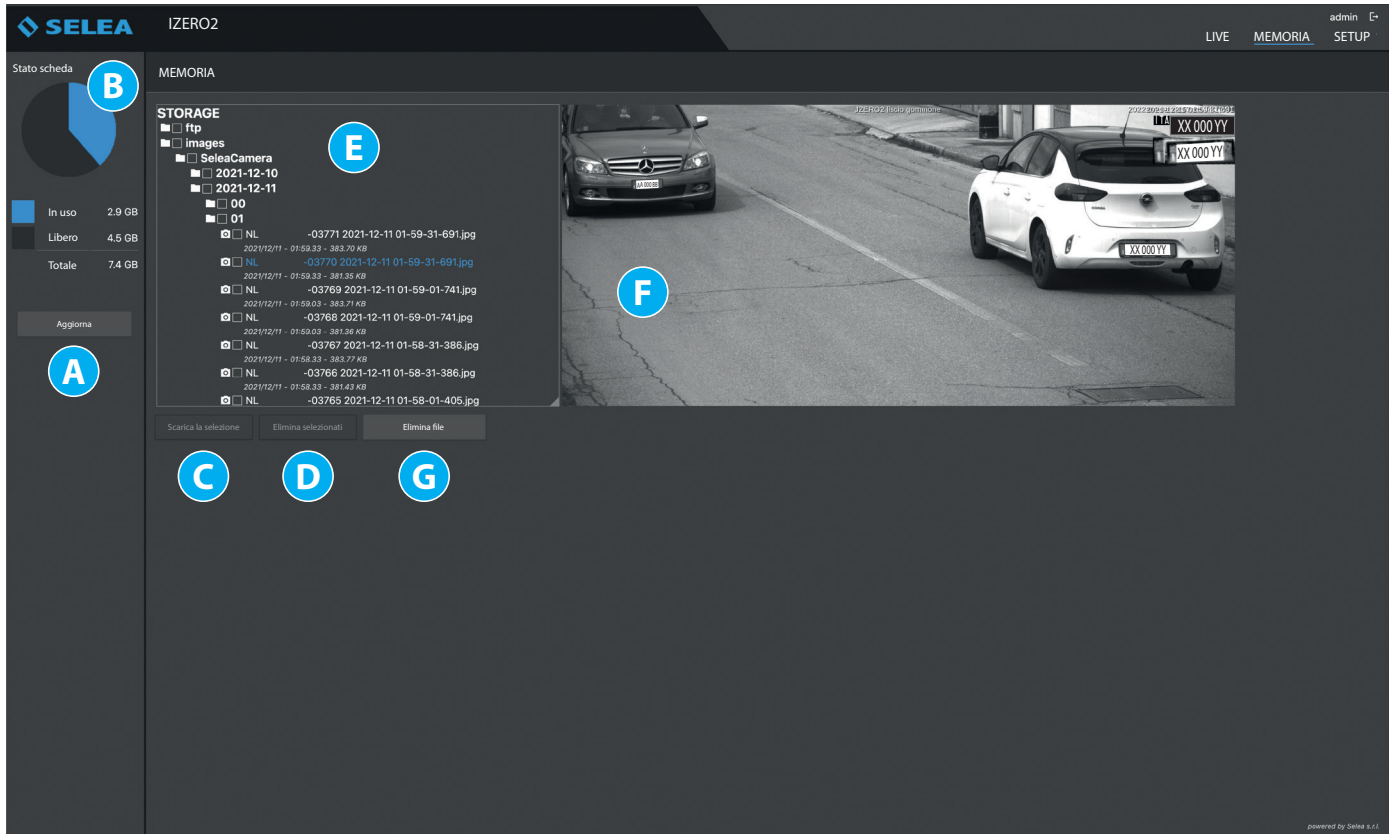 SELEA
IZERO2
admin
LIVE MEMORIA SETUP
Stato scheda
B
MEMORIA
STORAGE
ftp
images
SeleaCamera
2021-12-10
2021-12-11
00
01
NL -03771 2021-12-11 01-59-31-691.jpg
2021/12/11 - 01:59.33 - 383.70 KB
NL -03770 2021-12-11 01-59-31-691.jpg
2021/12/11 - 01:59.33 - 381.35 KB
NL -03769 2021-12-11 01-59-01-741.jpg
2021/12/11 - 01:59.03 - 383.71 KB
NL -03768 2021-12-11 01-59-01-741.jpg
2021/12/11 - 01:59.03 - 381.36 KB
NL -03767 2021-12-11 01-58-31-386.jpg
2021/12/11 - 01:58.33 - 383.77 KB
NL -03766 2021-12-11 01-58-31-386.jpg
2021/12/11 - 01:58.33 - 381.43 KB
NL -03765 2021-12-11 01-58-01-405.jpg
E
ITA XX 000 YY
XX 000 YY
AA 000 BB
XX 000 YY
F
In uso 2.9 GB
Libero 4.5 GB
Totale 7.4 GB
Aggiorna
A
Scarica la selezione Elimina selezionati Elimina file
C D G
powered by Selea s.r.l.